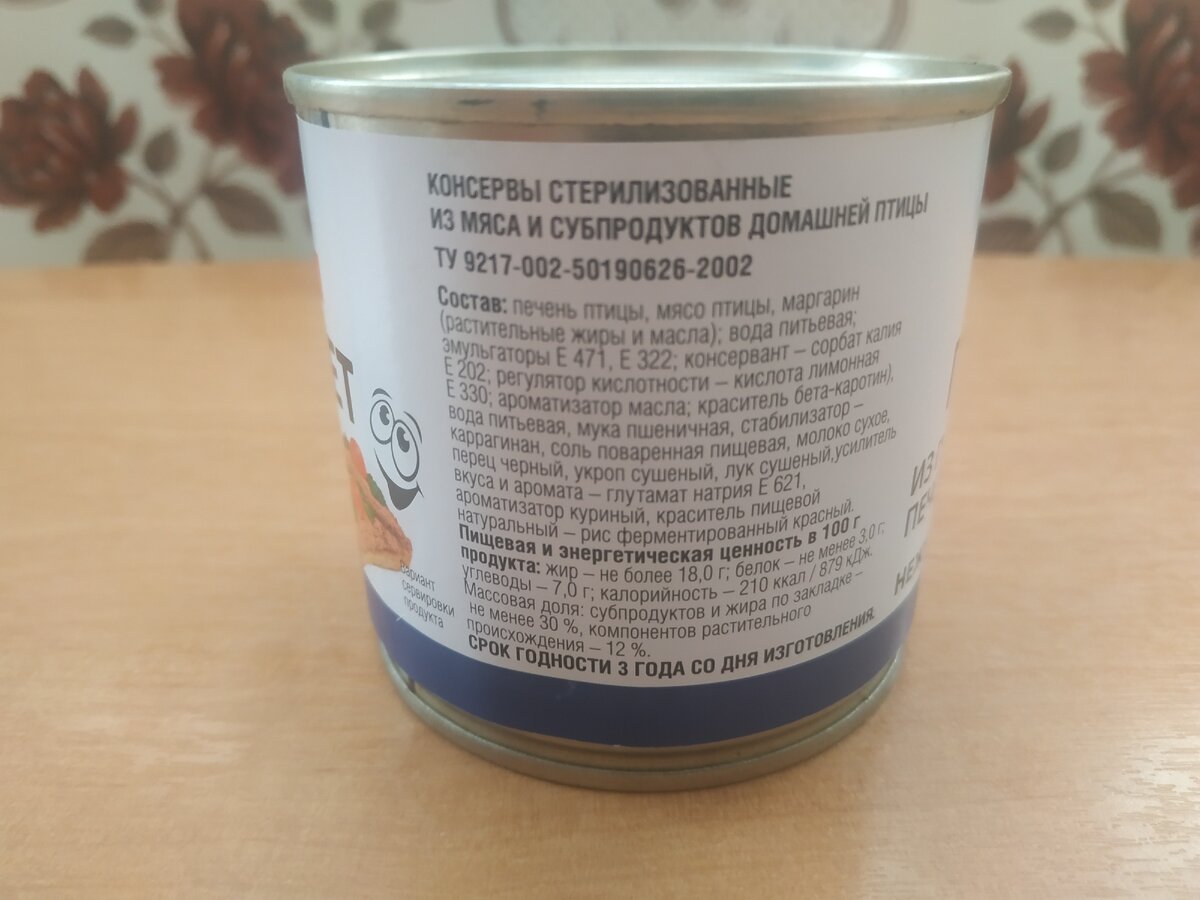 КОНСЕРВЫ СТЕРИЛИЗОВАННЫЕ
ИЗ МЯСА И СУБПРОДУКТОВ ДОМАШНЕЙ ПТИЦЫ
ТУ 9217-002-50190626-2002
Состав: печень птицы, мясо птицы, маргарин
(растительные жиры и масла); вода питьевая;
эмульгаторы Е 471, Е 322; консервант – сорбат калия
Е 202; регулятор кислотности – кислота лимонная
Е 330; ароматизатор масла; краситель бета-каротин),
вода питьевая, мука пшеничная, стабилизатор –
каррагинан, соль поваренная пищевая, молоко сухое,
перец черный, укроп сушеный, лук сушеный,усилитель
вкуса и аромата – глутамат натрия Е 621,
ароматизатор куриный, краситель пищевой
натуральный – рис ферментированный красный.
Пищевая и энергетическая ценность в 100 г
продукта: жир – не более 18,0 г; белок – не менее 3,0 г;
углеводы – 7,0 г; калорийность – 210 ккал / 879 кДж.
Массовая доля: субпродуктов и жира по закладке –
не менее 30 %, компонентов растительного
происхождения – 12 %.
СРОК ГОДНОСТИ 3 ГОДА СО ДНЯ ИЗГОТОВЛЕНИЯ.
ЕТ
Вариант
сервировки
продукта
ИЗ
ПЕЧ
НЕЖ